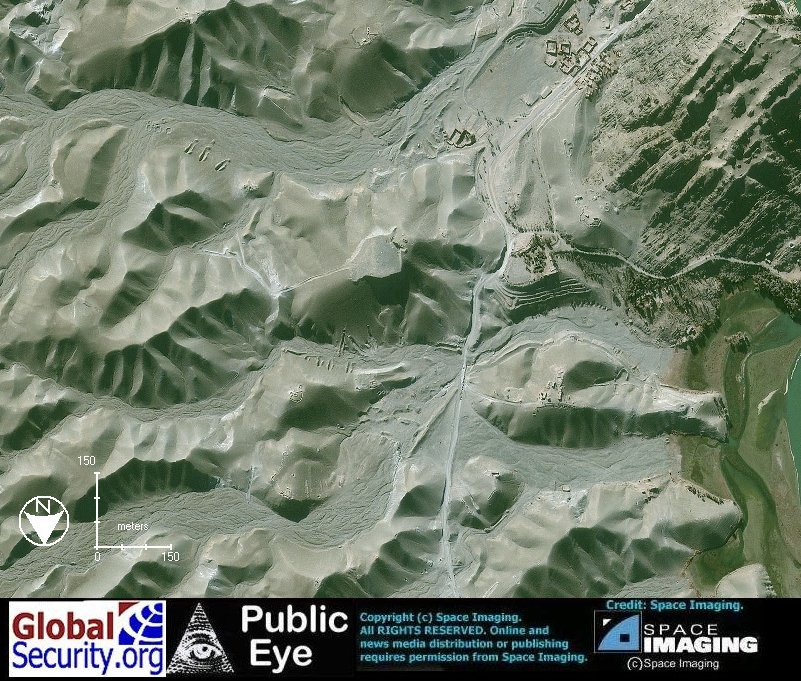 150
N
meters
0
150
Global
Security.org
Public
Eye
Copyright (c) Space Imaging.
All RIGHTS RESERVED. Online and
news media distribution or publishing
requires permission from Space Imaging.
Credit: Space Imaging.
SPACE
IMAGING
(c)Space Imaging